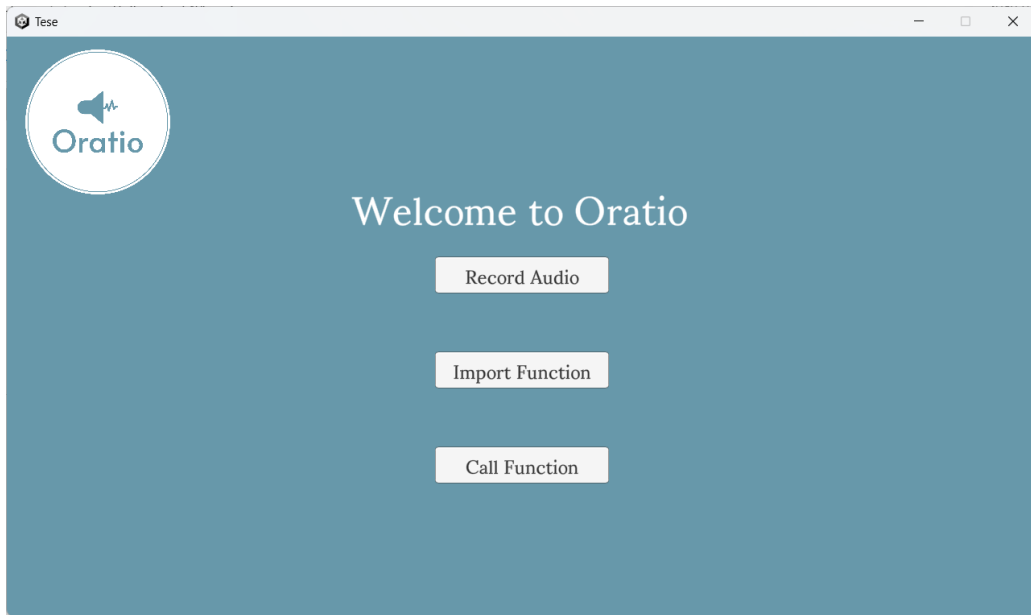 Tese
Oratio
Welcome to Oratio
Record Audio
Import Function
Call Function